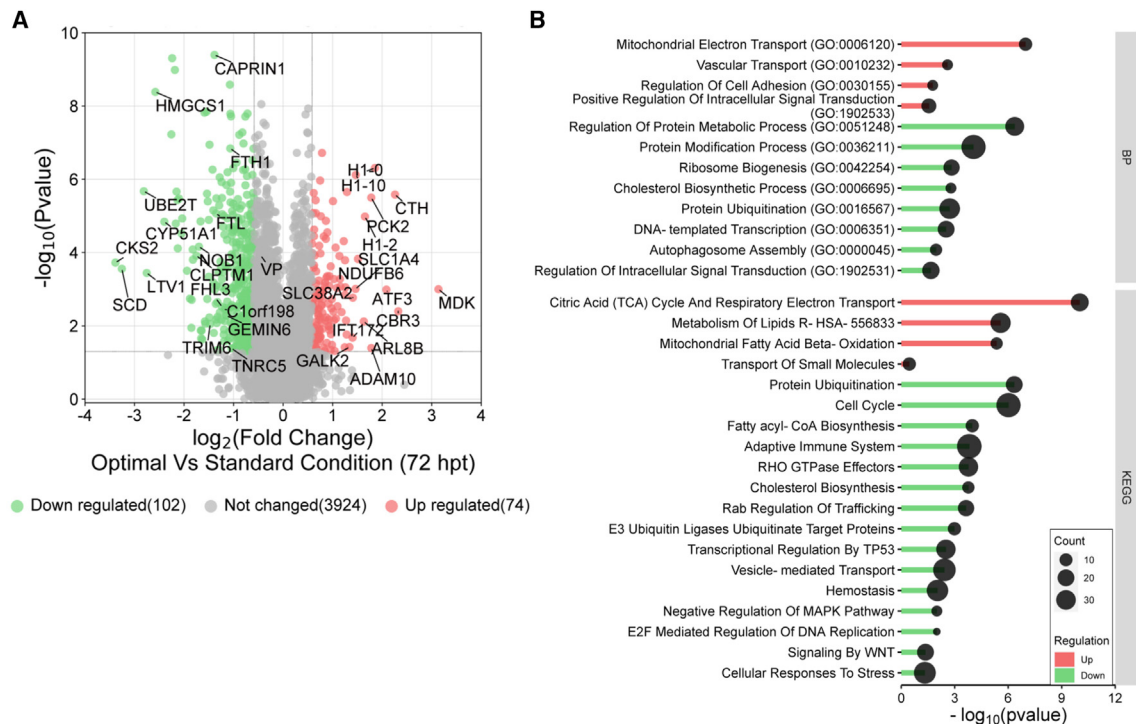 A
10
8
6
4
2
0
-log10(Pvalue)
CAPRIN1
HMGCS1
FTH1
H1-0
H1-10
UBE2T
CTH
FTL
PCK2
CYP51A1
H1-2
CKS2
NOB1
SLC1A4
VP
CLPTM1
NDUFB6
LTV1
FHL3
SLC38A2
ATF3
MDK
SCD
C1orf198
CBR3
GEMIN6
IFT172
TRIM6
ARL8B
TNRC5
GALK2
ADAM10
-4 -3 -2 -1 0 1 2 3 4
log2(Fold Change)
Optimal Vs Standard Condition (72 hpt)
Down regulated(102) Not changed(3924) Up regulated(74)
B
Mitochondrial Electron Transport (GO:0006120)
Vascular Transport (GO:0010232)
Regulation Of Cell Adhesion (GO:0030155)
Positive Regulation Of Intracellular Signal Transduction
(GO:1902533)
Regulation Of Protein Metabolic Process (GO:0051248)
Protein Modification Process (GO:0036211)
Ribosome Biogenesis (GO:0042254)
Cholesterol Biosynthetic Process (GO:0006695)
Protein Ubiquitination (GO:0016567)
DNA- templated Transcription (GO:0006351)
Autophagosome Assembly (GO:0000045)
Regulation Of Intracellular Signal Transduction (GO:1902531)
BP
Citric Acid (TCA) Cycle And Respiratory Electron Transport
Metabolism Of Lipids R- HSA- 556833
Mitochondrial Fatty Acid Beta- Oxidation
Transport Of Small Molecules
Protein Ubiquitination
Cell Cycle
Fatty acyl- CoA Biosynthesis
Adaptive Immune System
RHO GTPase Effectors
Cholesterol Biosynthesis
Rab Regulation Of Trafficking
E3 Ubiquitin Ligases Ubiquitinate Target Proteins
Transcriptional Regulation By TP53
Vesicle- mediated Transport
Hemostasis
Negative Regulation Of MAPK Pathway
E2F Mediated Regulation Of DNA Replication
Signaling By WNT
Cellular Responses To Stress
KEGG
Count
10
20
30
Regulation
Up
Down
0 3 6 9 12
- log10(pvalue)